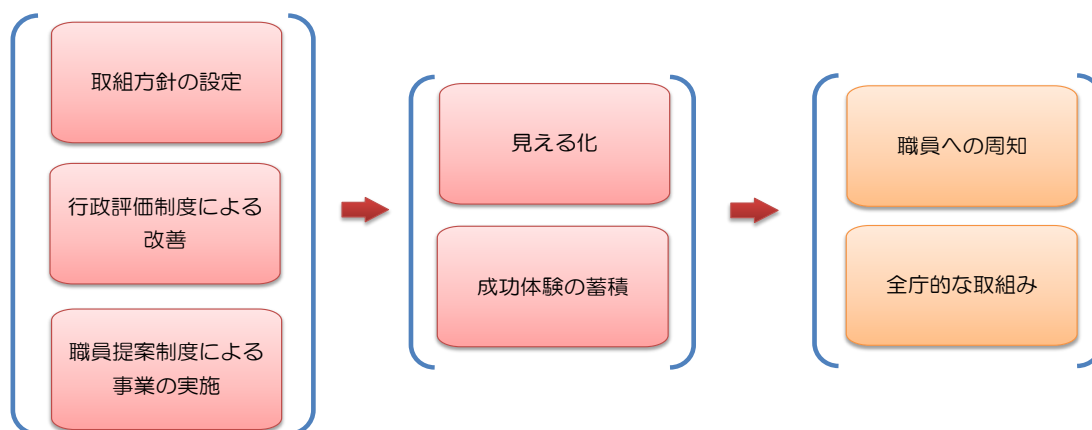 取組方針の設定
行政評価制度による
改善
職員提案制度による
事業の実施
見える化
成功体験の蓄積
職員への周知
全庁的な取組み